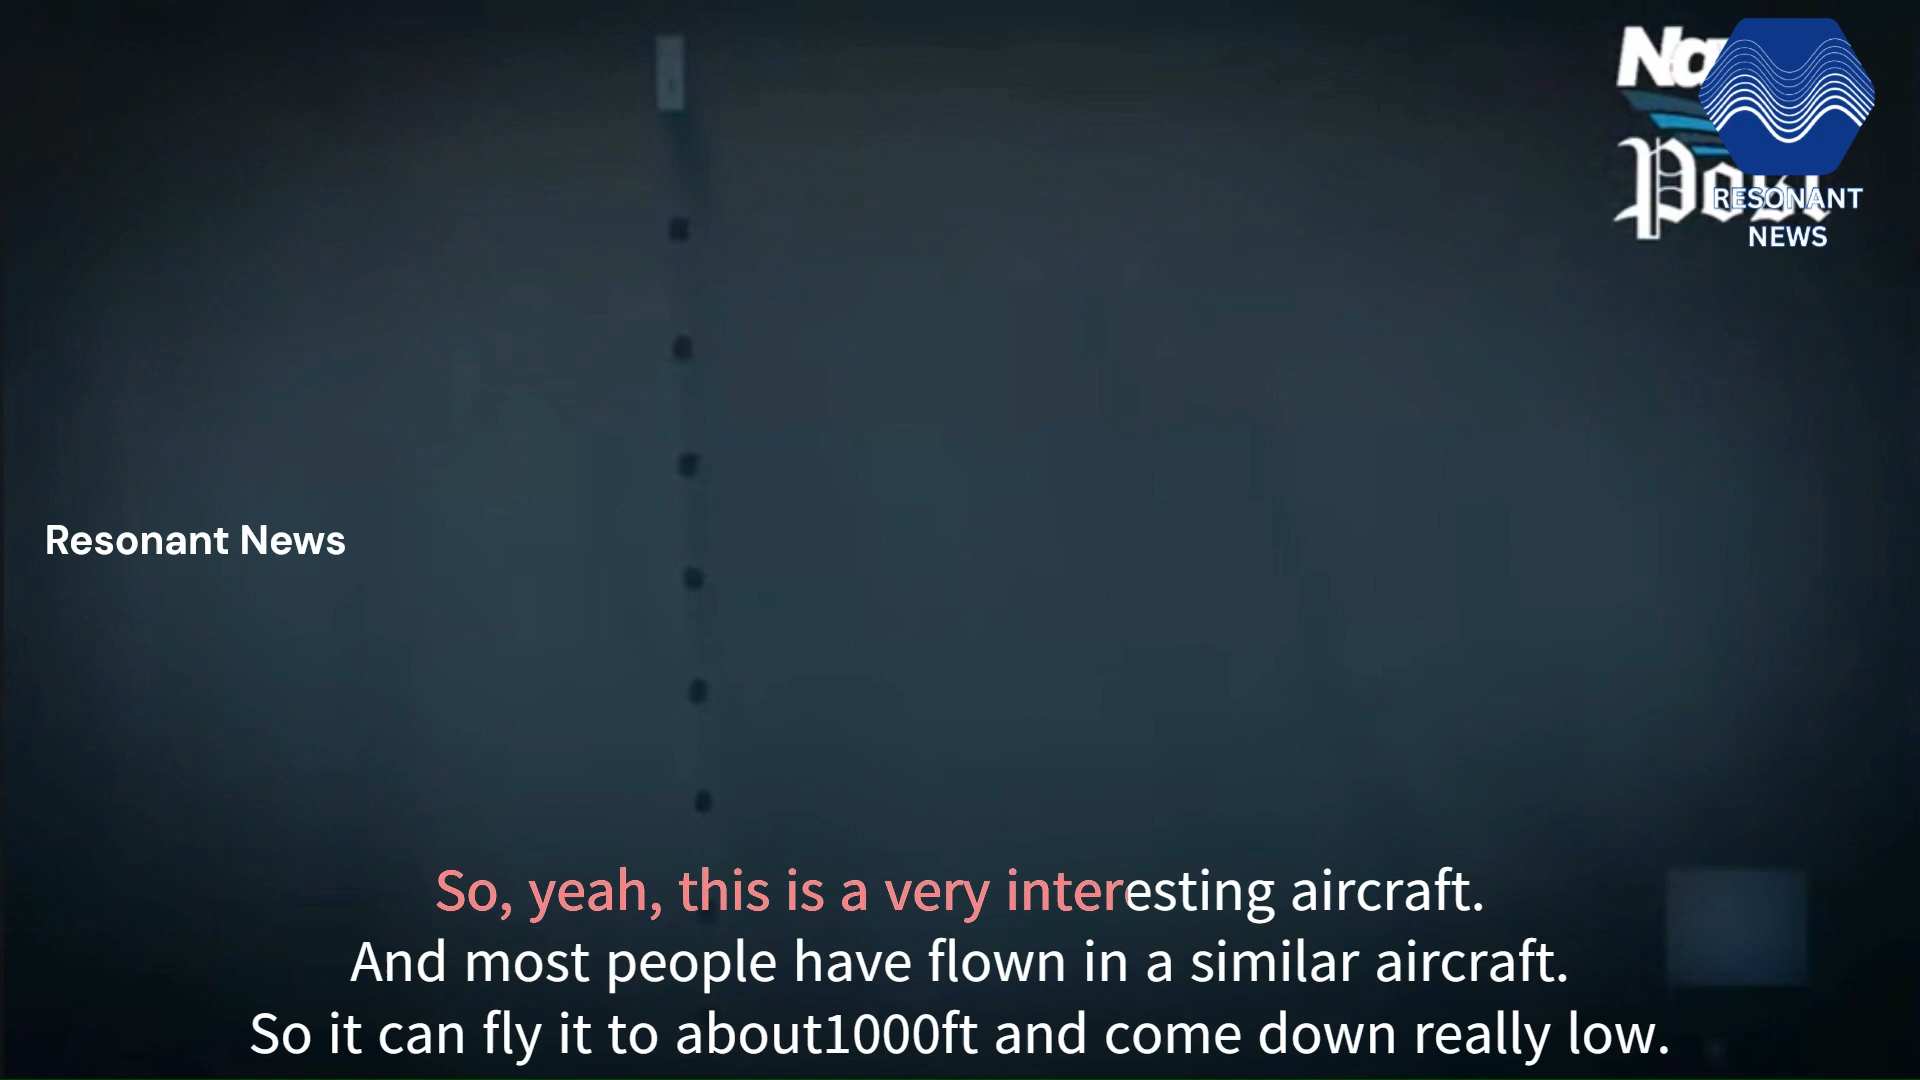 Resonant News
RESONANT
NEWS
So, yeah, this is a very interesting aircraft.
And most people have flown in a similar aircraft.
So it can fly it to about1000ft and come down really low.